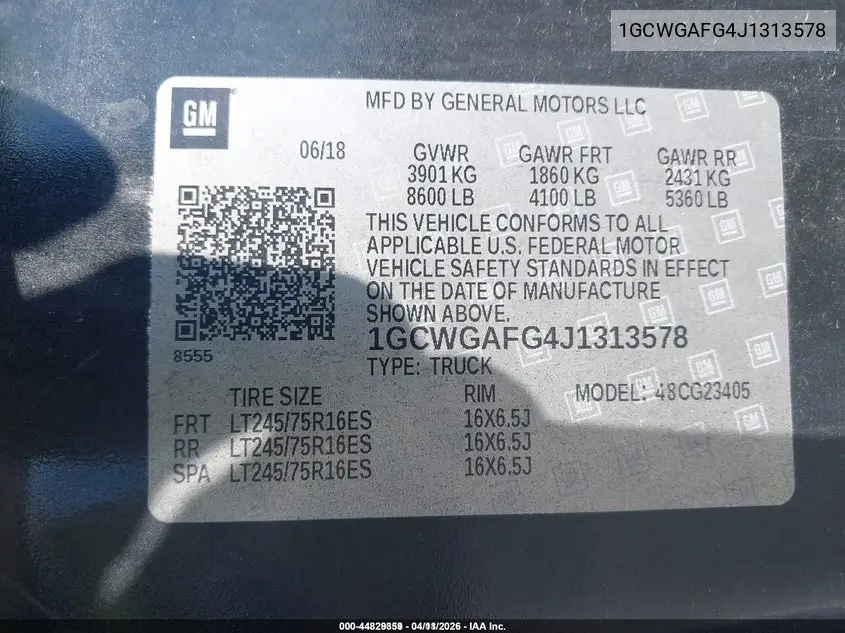 1GCWGAFG4J1313578
GM
MFD BY GENERAL MOTORS LLC
06/18 GVWR GAWR FRT GAWR RR
3901 KG 1860 KG 2431 KG
8600 LB 4100 LB 5360 LB
THIS VEHICLE CONFORMS TO ALL
APPLICABLE U.S. FEDERAL MOTOR
VEHICLE SAFETY STANDARDS IN EFFECT
ON THE DATE OF MANUFACTURE
SHOWN ABOVE.
1GCWGAFG4J1313578
8555
TYPE: TRUCK
TIRE SIZE RIM MODEL: 48CG23405
FRT LT245/75R16ES 16X6.5J
RR LT245/75R16ES 16X6.5J
SPA LT245/75R16ES 16X6.5J
IAA Inc.